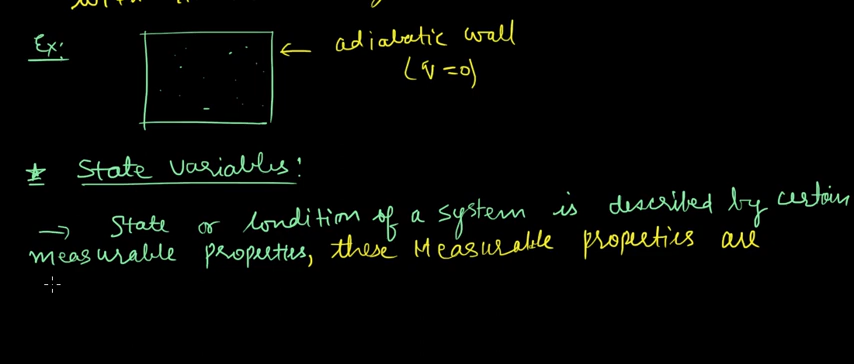 Ex:
← adiabatic wall
(q=0)
* State variables:
→ State or condition of a system is described by certain
measurable properties, these Measurable properties are